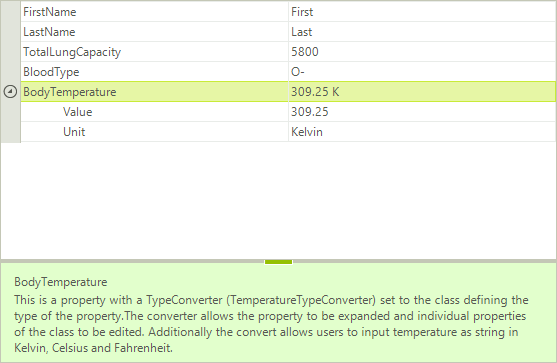 FirstName First
LastName Last
TotalLungCapacity 5800
BloodType O-
BodyTemperature 309.25 K
Value 309.25
Unit Kelvin
BodyTemperature
This is a property with a TypeConverter (TemperatureTypeConverter) set to the class defining the
type of the property.The converter allows the property to be expanded and individual properties
of the class to be edited. Additionally the convert allows users to input temperature as string in
Kelvin, Celsius and Fahrenheit.